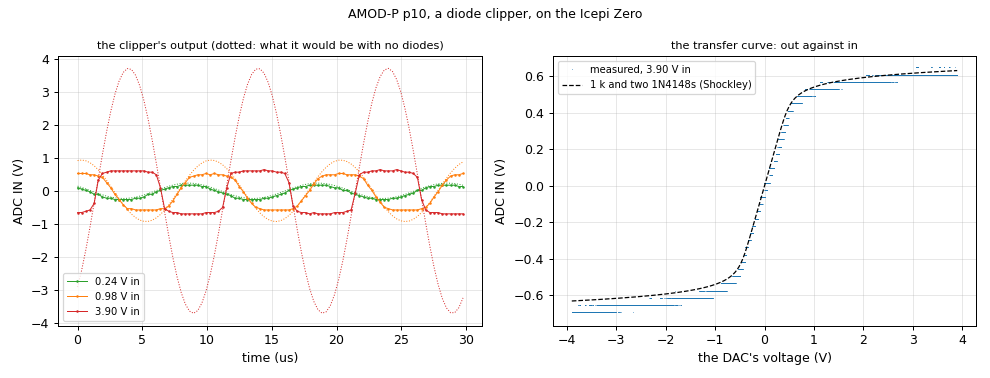 AMOD-P p10, a diode clipper, on the Icepi Zero
the clipper's output (dotted: what it would be with no diodes)
ADC IN (V)
4
3
2
1
0
−1
−2
−3
−4
0.24 V in
0.98 V in
3.90 V in
0 5 10 15 20 25 30
time (us)
the transfer curve: out against in
ADC IN (V)
0.6
0.4
0.2
0.0
−0.2
−0.4
−0.6
measured, 3.90 V in
1 k and two 1N4148s (Shockley)
−4 −3 −2 −1 0 1 2 3 4
the DAC's voltage (V)